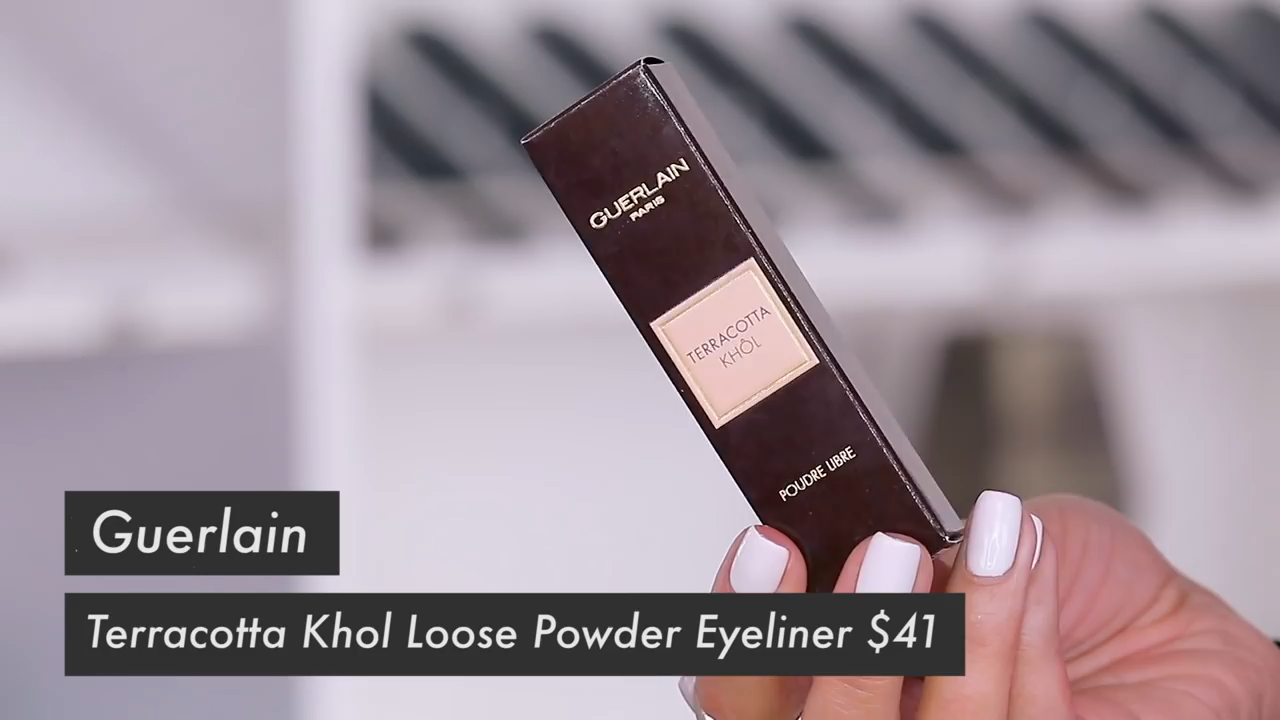 GUERLAIN
PARIS
TERRACOTTA
KHÔL
POUDRE LIBRE
Guerlain
Terracotta Khol Loose Powder Eyeliner $41